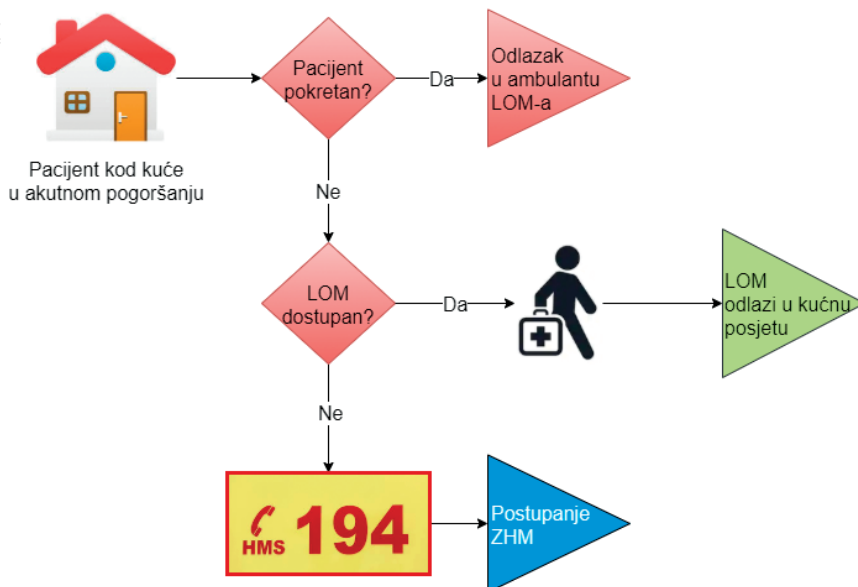 Pacijent kod kuće
u akutnom pogoršanju
Pacijent
pokretan?
Da
Odlazak
u ambulantu
LOM-a
Ne
LOM
dostupan?
Da
LOM
odlazi u kućnu
posjetu
Ne
HMS 194
Postupanje
ZHM